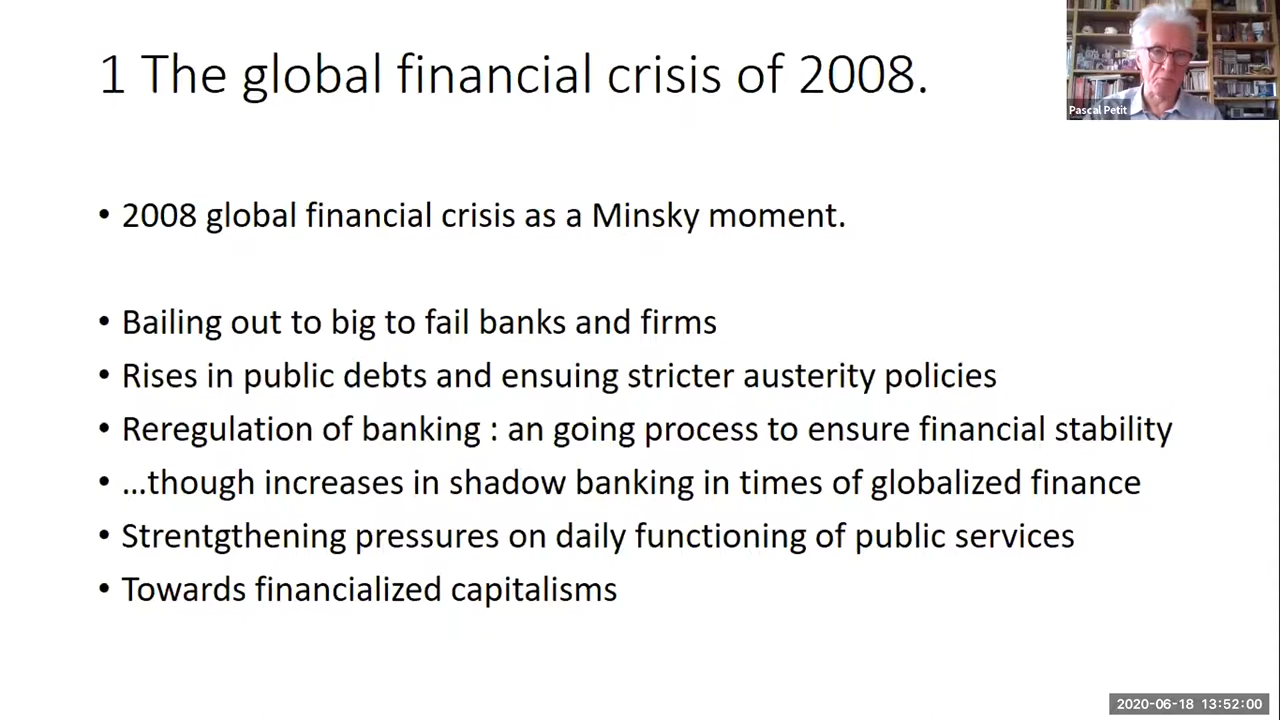 1 The global financial crisis of 2008.
Pascal Petit
• 2008 global financial crisis as a Minsky moment.
• Bailing out to big to fail banks and firms
• Rises in public debts and ensuing stricter austerity policies
• Reregulation of banking : an going process to ensure financial stability
• …though increases in shadow banking in times of globalized finance
• Strentgthening pressures on daily functioning of public services
• Towards financialized capitalisms
2020-06-18 13:52:00